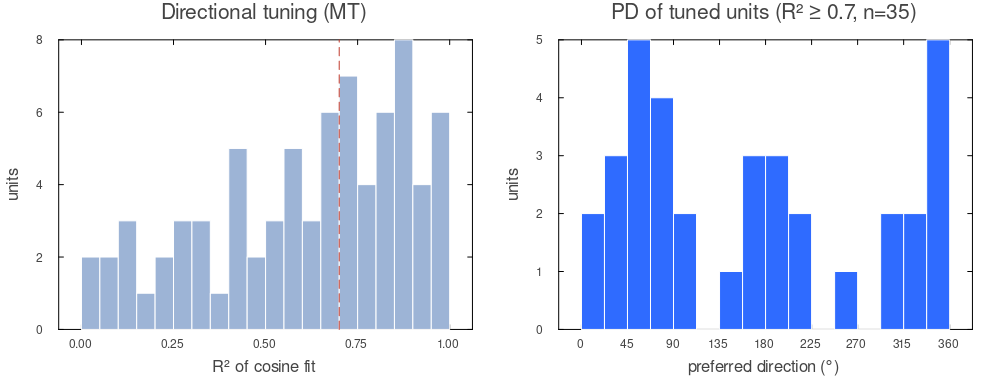 Directional tuning (MT)
units
8
6
4
2
0
0.00 0.25 0.50 0.75 1.00
R² of cosine fit
PD of tuned units (R² ≥ 0.7, n=35)
units
5
4
3
2
1
0
0 45 90 135 180 225 270 315 360
preferred direction (°)